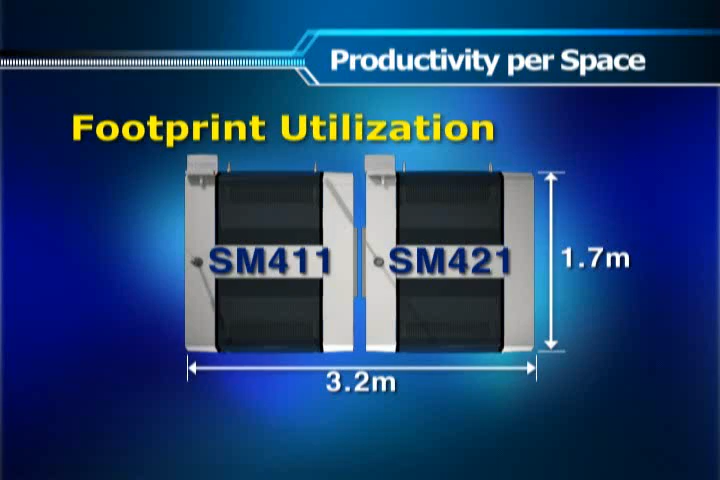 Productivity per Space
Footprint Utilization
SM411
SM421
1.7m
3.2m